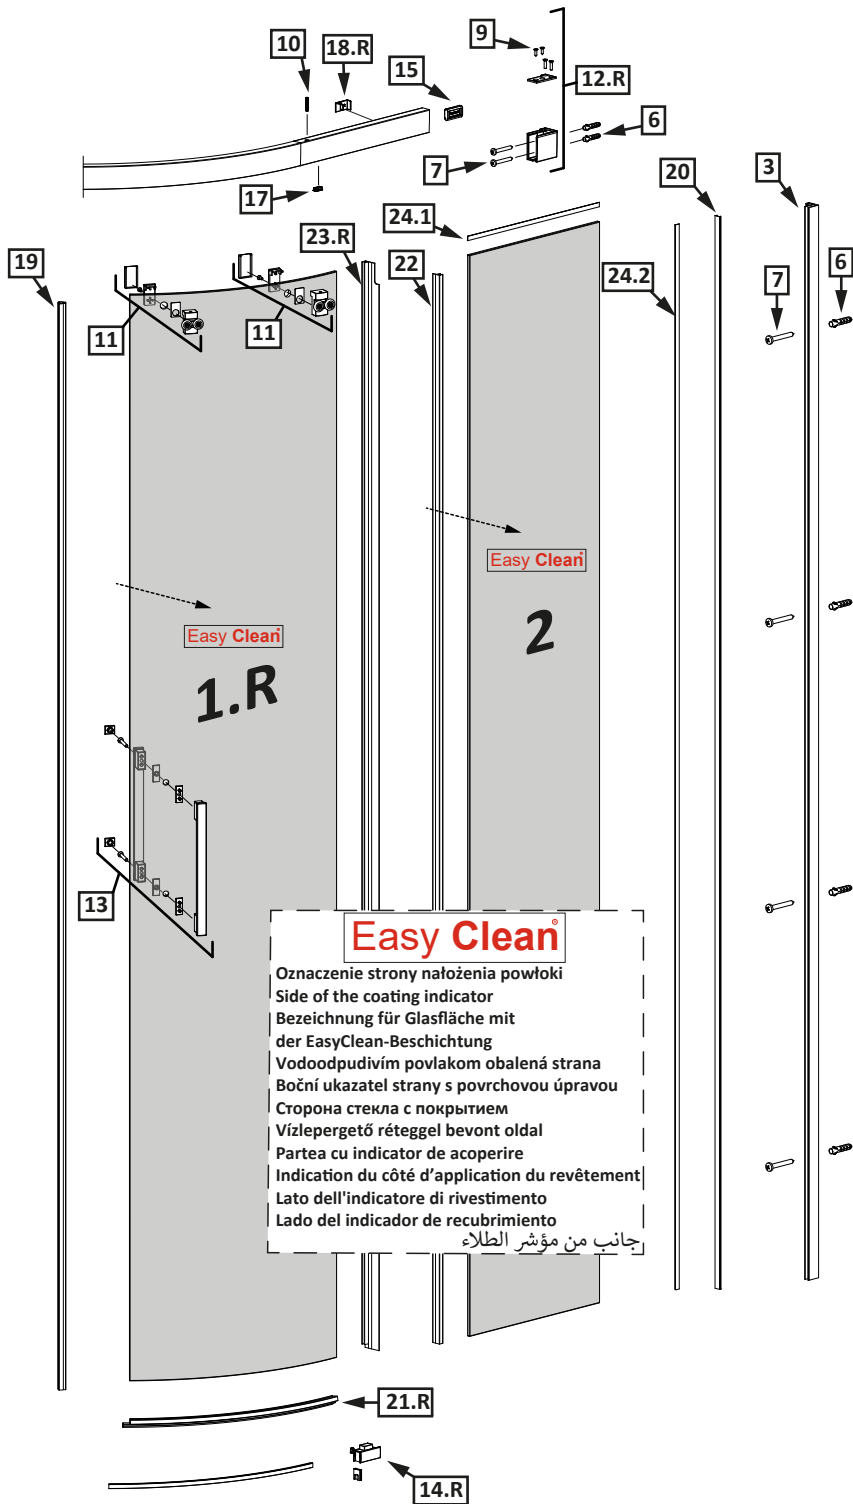 10
18.R
15
9
12.R
6
7
17
20
3
24.1
23.R
22
19
24.2
7
6
11
11
Easy Clean
2
Easy Clean
1.R
13
Easy Clean®
Oznaczenie strony nałożenia powłoki
Side of the coating indicator
Bezeichnung für Glasfläche mit
der EasyClean-Beschichtung
Vodoodpudivím povlakom obalená strana
Boční ukazatel strany s povrchovou úpravou
Сторона стекла с покрытием
Vízlepergető réteggel bevont oldal
Partea cu indicator de acoperire
Indication du côté d’application du revêtement
Lato dell'indicatore di rivestimento
Lado del indicador de recubrimiento
جانب من مؤشر الطلاء
21.R
14.R